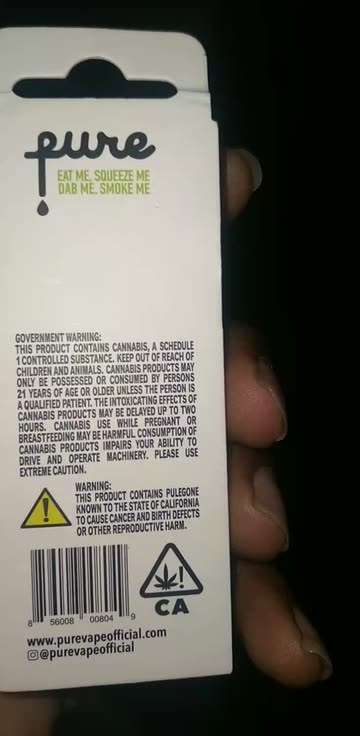 pure
EAT ME, SQUEEZE ME
DAB ME, SMOKE ME
GOVERNMENT WARNING:
THIS PRODUCT CONTAINS CANNABIS, A SCHEDULE
1 CONTROLLED SUBSTANCE. KEEP OUT OF REACH OF
CHILDREN AND ANIMALS. CANNABIS PRODUCTS MAY
ONLY BE POSSESSED OR CONSUMED BY PERSONS
21 YEARS OF AGE OR OLDER UNLESS THE PERSON IS
A QUALIFIED PATIENT. THE INTOXICATING EFFECTS OF
CANNABIS PRODUCTS MAY BE DELAYED UP TO TWO
HOURS. CANNABIS USE WHILE PREGNANT OR
BREASTFEEDING MAY BE HARMFUL. CONSUMPTION OF
CANNABIS PRODUCTS IMPAIRS YOUR ABILITY TO
DRIVE AND OPERATE MACHINERY. PLEASE USE
EXTREME CAUTION.
WARNING:
THIS PRODUCT CONTAINS PULEGONE
KNOWN TO THE STATE OF CALIFORNIA
TO CAUSE CANCER AND BIRTH DEFECTS
OR OTHER REPRODUCTIVE HARM.
!
!
CA
8 56008 00804 9
www.purevapeofficial.com
@purevapeofficial